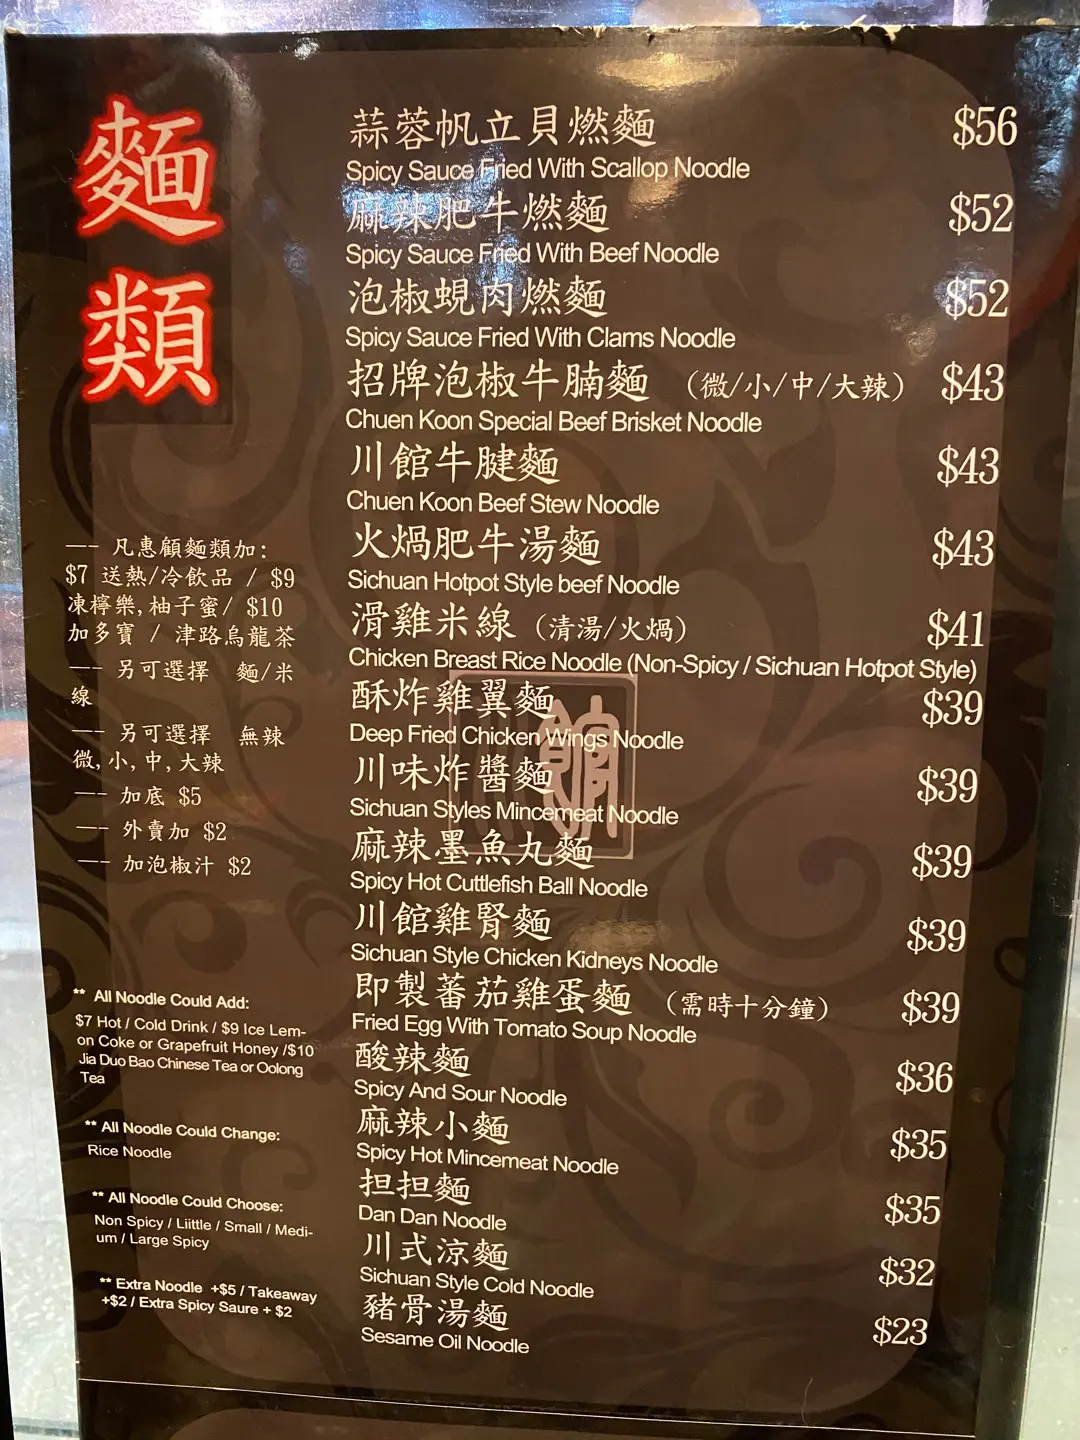 麵類
蒜蓉帆立貝燃麵 $56
Spicy Sauce Fried With Scallop Noodle
麻辣肥牛燃麵 $52
Spicy Sauce Fried With Beef Noodle
泡椒蜆肉燃麵 $52
Spicy Sauce Fried With Clams Noodle
招牌泡椒牛腩麵 （微/小/中/大辣） $43
Chuen Koon Special Beef Brisket Noodle
川館牛腱麵 $43
Chuen Koon Beef Stew Noodle
火焗肥牛湯麵 $43
Sichuan Hotpot Style beef Noodle
滑雞米線（清湯/火焗） $41
Chicken Breast Rice Noodle (Non-Spicy / Sichuan Hotpot Style)
酥炸雞翼麵 $39
Deep Fried Chicken Wings Noodle
川味炸醬麵 $39
Sichuan Styles Mincemeat Noodle
麻辣墨魚丸麵 $39
Spicy Hot Cuttlefish Ball Noodle
川館雞腎麵 $39
Sichuan Style Chicken Kidneys Noodle
即製蕃茄雞蛋麵 （需時十分鐘） $39
Fried Egg With Tomato Soup Noodle
酸辣麵 $36
Spicy And Sour Noodle
麻辣小麵 $35
Spicy Hot Mincemeat Noodle
担担麵 $35
Dan Dan Noodle
川式涼麵 $32
Sichuan Style Cold Noodle
豬骨湯麵 $23
Sesame Oil Noodle
—— 凡惠顧麵類加:
$7 送熱/冷飲品 / $9
凍檸樂,柚子蜜/ $10
加多寶 / 津路烏龍茶
—— 另可選擇 麵/米
線
—— 另可選擇 無辣
微,小,中,大辣
—— 加底 $5
—— 外賣加 $2
—— 加泡椒汁 $2
** All Noodle Could Add:
$7 Hot / Cold Drink / $9 Ice Lem-
on Coke or Grapefruit Honey /$10
Jia Duo Bao Chinese Tea or Oolong
Tea
** All Noodle Could Change:
Rice Noodle
** All Noodle Could Choose:
Non Spicy / Liittle / Small / Medi-
um / Large Spicy
** Extra Noodle +$5 / Takeaway
+$2 / Extra Spicy Saure + $2